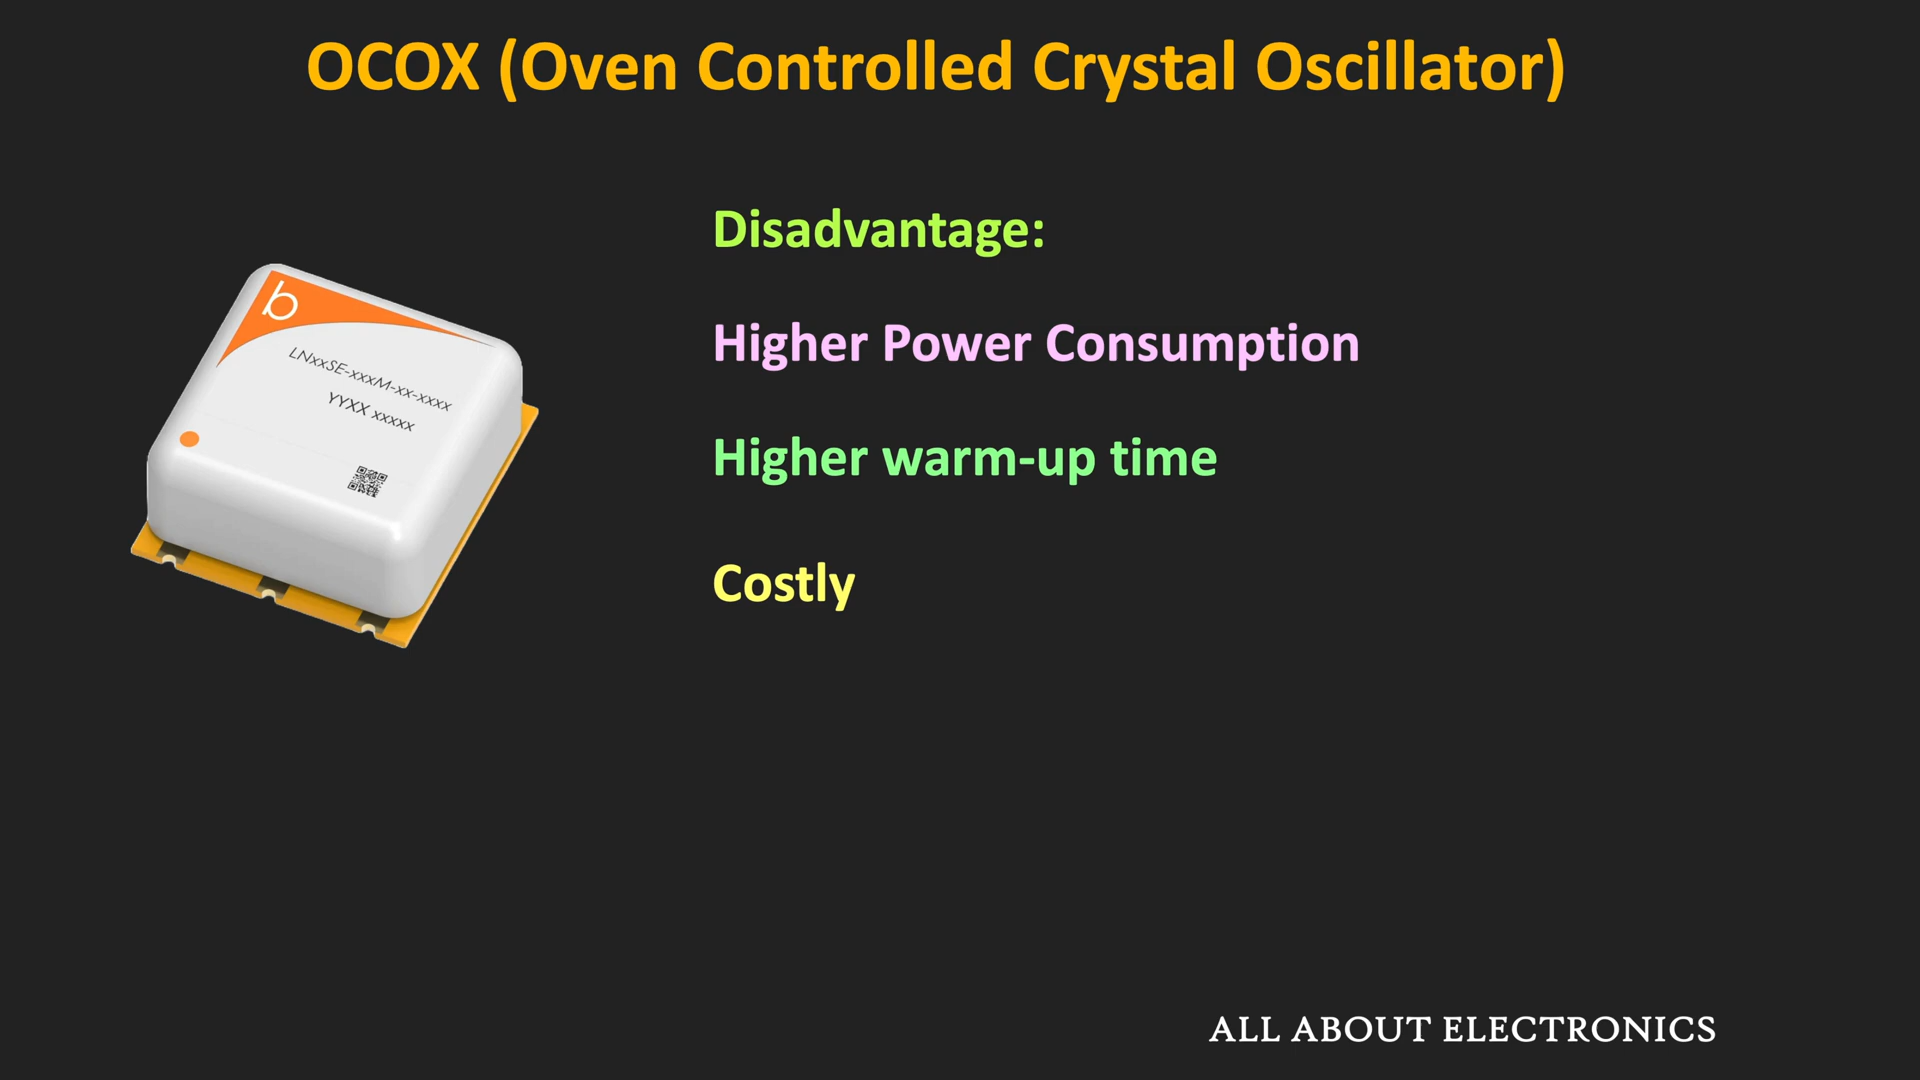 OCOX (Oven Controlled Crystal Oscillator)
Disadvantage:
Higher Power Consumption
Higher warm-up time
Costly
b
LNxxSE-xxxM-xx-xxxx
YYXX xxxxx
ALL ABOUT ELECTRONICS